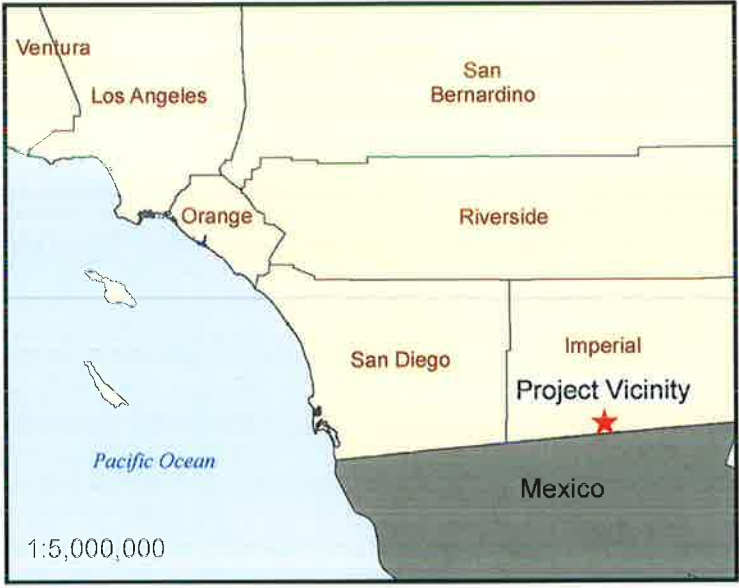 Ventura
Los Angeles
San
Bernardino
Orange
Riverside
San Diego
Imperial
Project Vicinity
Pacific Ocean
Mexico
1:5,000,000